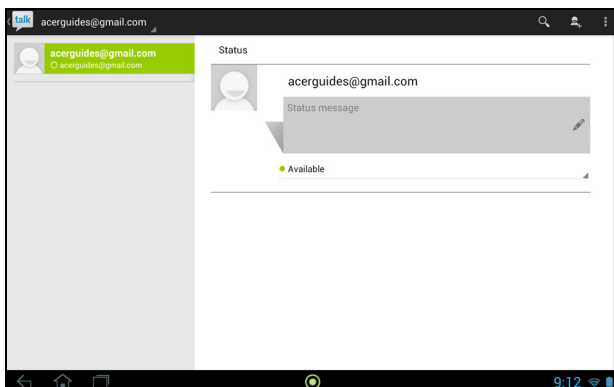 talk acerguides@gmail.com
acerguides@gmail.com
acerguides@gmail.com
Status
acerguides@gmail.com
Status message
Available
9:12